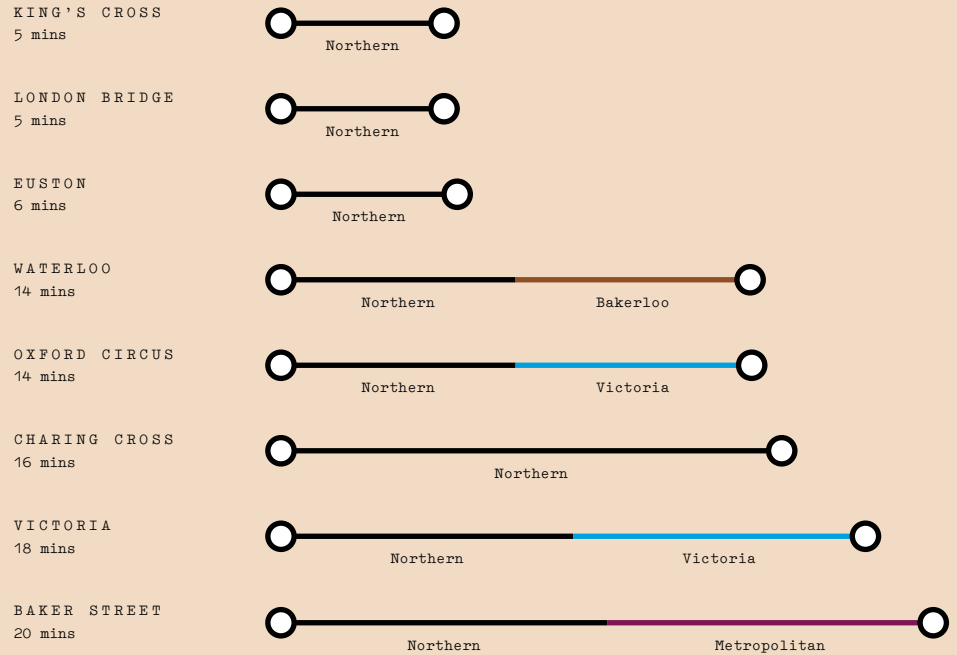 KING'S CROSS
5 mins
Northern
LONDON BRIDGE
5 mins
Northern
EUSTON
6 mins
Northern
WATERLOO
14 mins
Northern Bakerloo
OXFORD CIRCUS
14 mins
Northern Victoria
CHARING CROSS
16 mins
Northern
VICTORIA
18 mins
Northern Victoria
BAKER STREET
20 mins
Northern Metropolitan